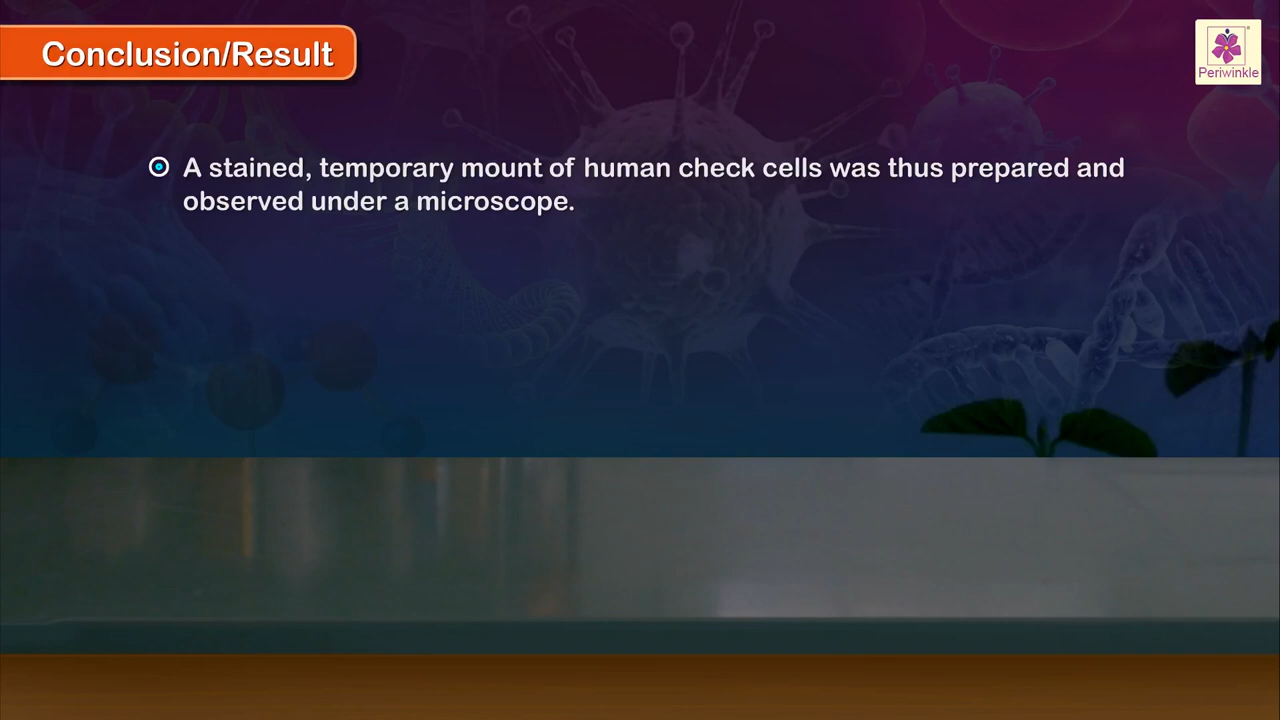 Conclusion/Result
Periwinkle
A stained, temporary mount of human check cells was thus prepared and
observed under a microscope.